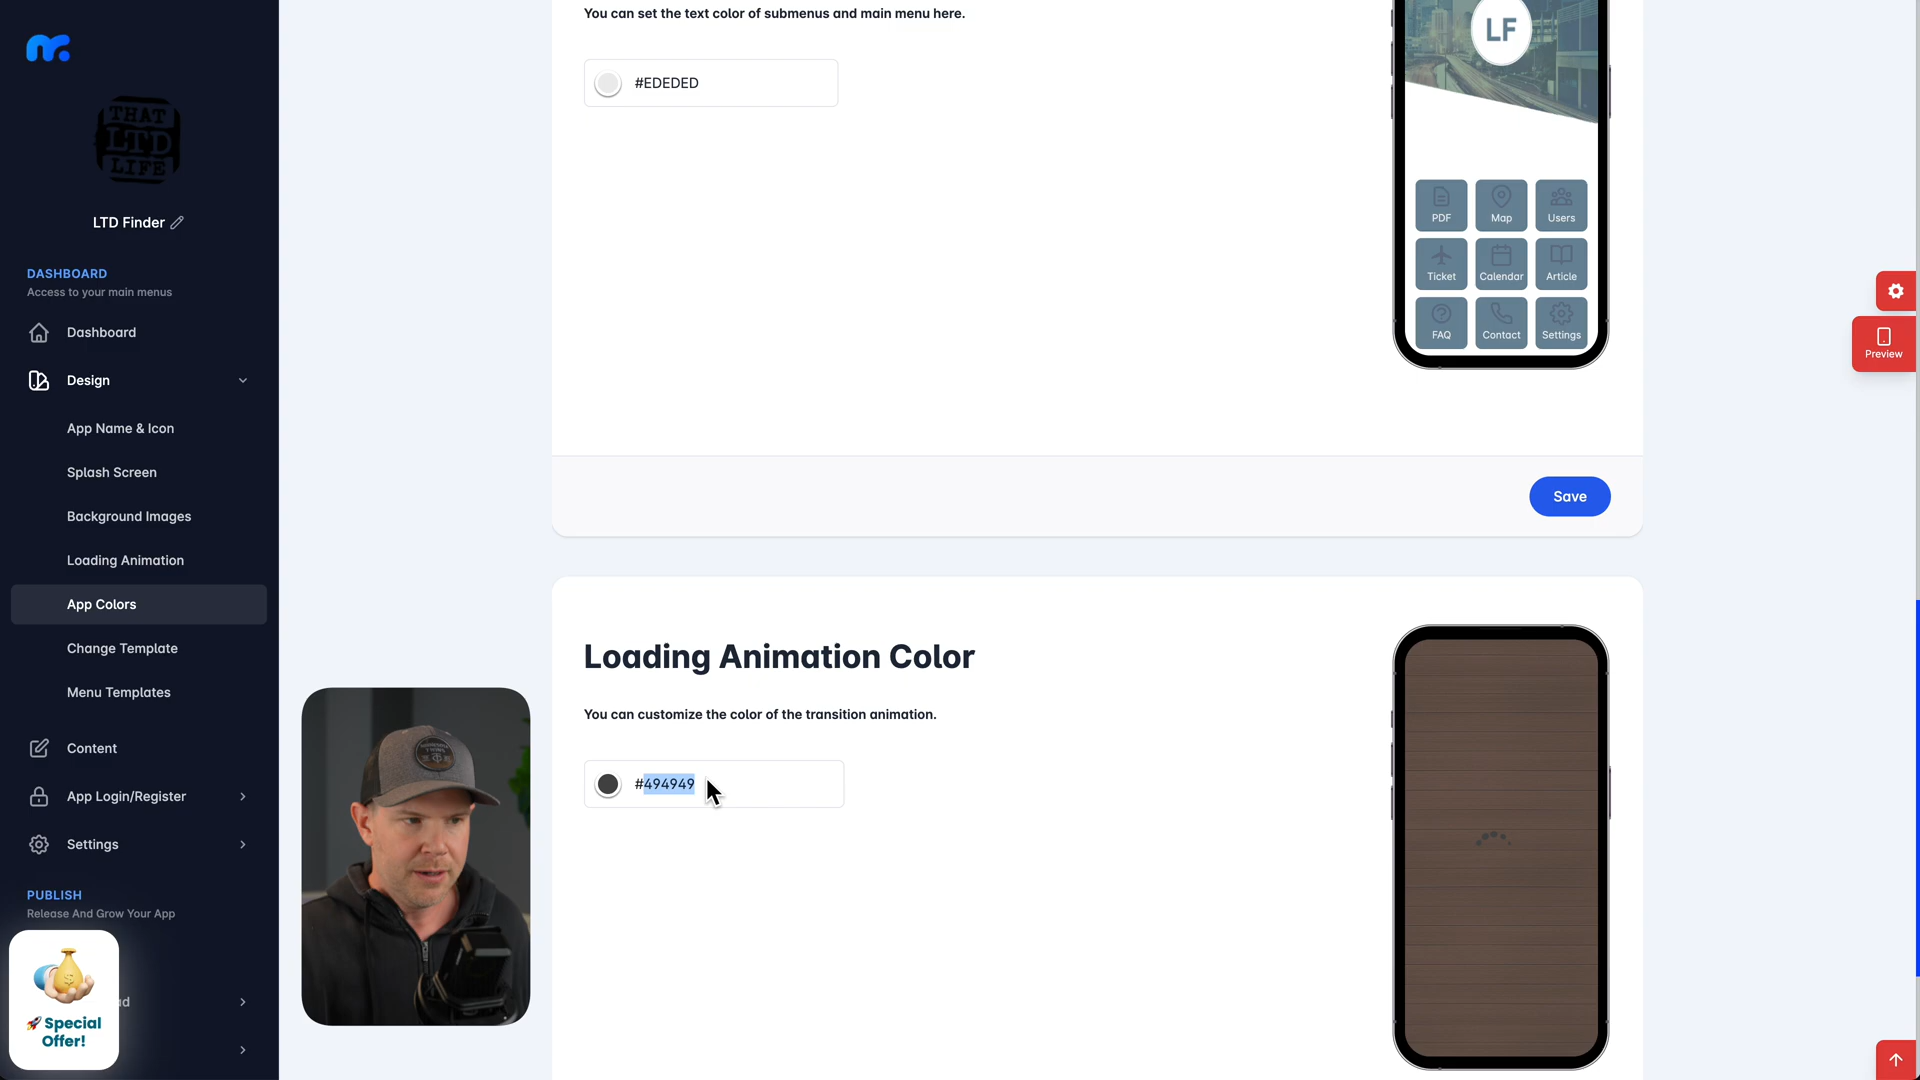 THAT
LTD
LIFE
LTD Finder
DASHBOARD
Access to your main menus
Dashboard
Design
App Name & Icon
Splash Screen
Background Images
Loading Animation
App Colors
Change Template
Menu Templates
Content
App Login/Register
Settings
PUBLISH
Release And Grow Your App
ad
🚀 Special
Offer!
You can set the text color of submenus and main menu here.
#EDEDED
LF
PDF
Map
Users
Ticket
Calendar
Article
FAQ
Contact
Settings
Save
Loading Animation Color
You can customize the color of the transition animation.
#494949
Preview